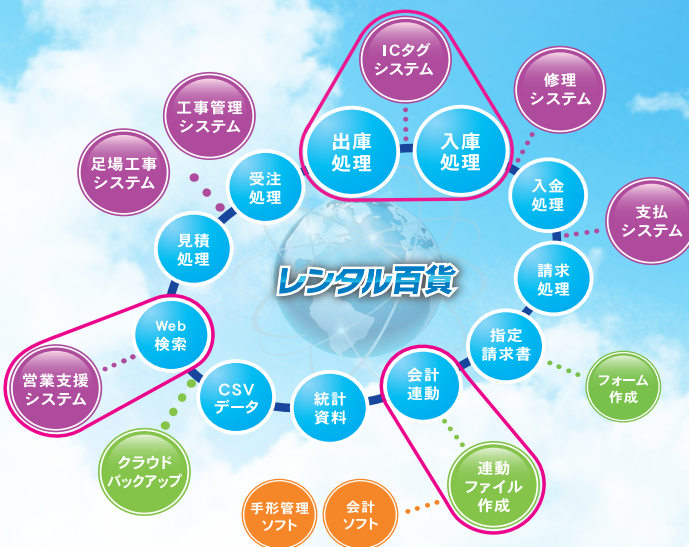 ICタグ
システム
修理
システム
工事管理
システム
足場工事
システム
出庫
処理
入庫
処理
受注
処理
入金
処理
支払
システム
見積
処理
レンタル百貨
請求
処理
Web
検索
指定
請求書
営業支援
システム
CSV
データ
統計
資料
会計
連動
フォーム
作成
クラウド
バックアップ
連動
ファイル
作成
手形管理
ソフト
会計
ソフト